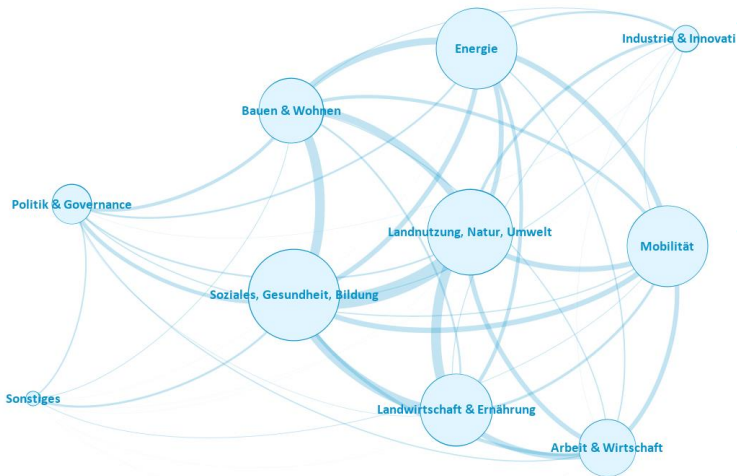 Energie
Industrie & Innovati
Bauen & Wohnen
Politik & Governance
Landnutzung, Natur, Umwelt
Mobilität
Soziales, Gesundheit, Bildung
Sonstiges
Landwirtschaft & Ernährung
Arbeit & Wirtschaft